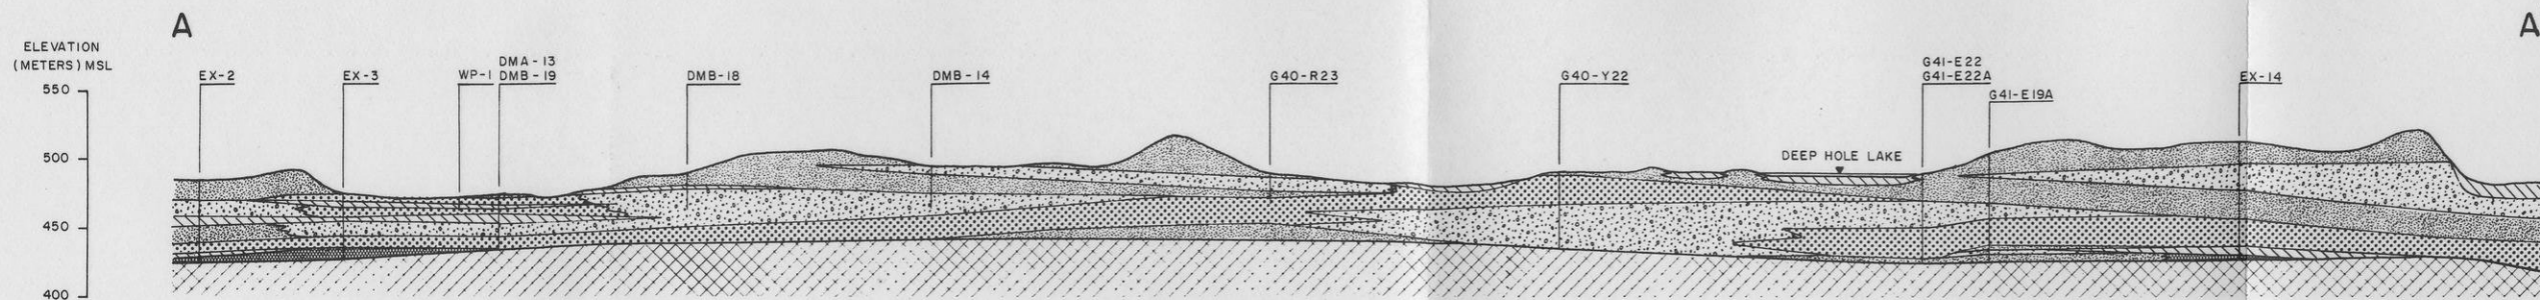 A
A
ELEVATION
(METERS) MSL
550
500
450
400
EX-2
EX-3
WP-1
DMA-13
DMB-19
DMB-18
DMB-14
G40-R23
G40-Y22
DEEP HOLE LAKE
G41-E22
G41-E22A
G41-E19A
EX-14